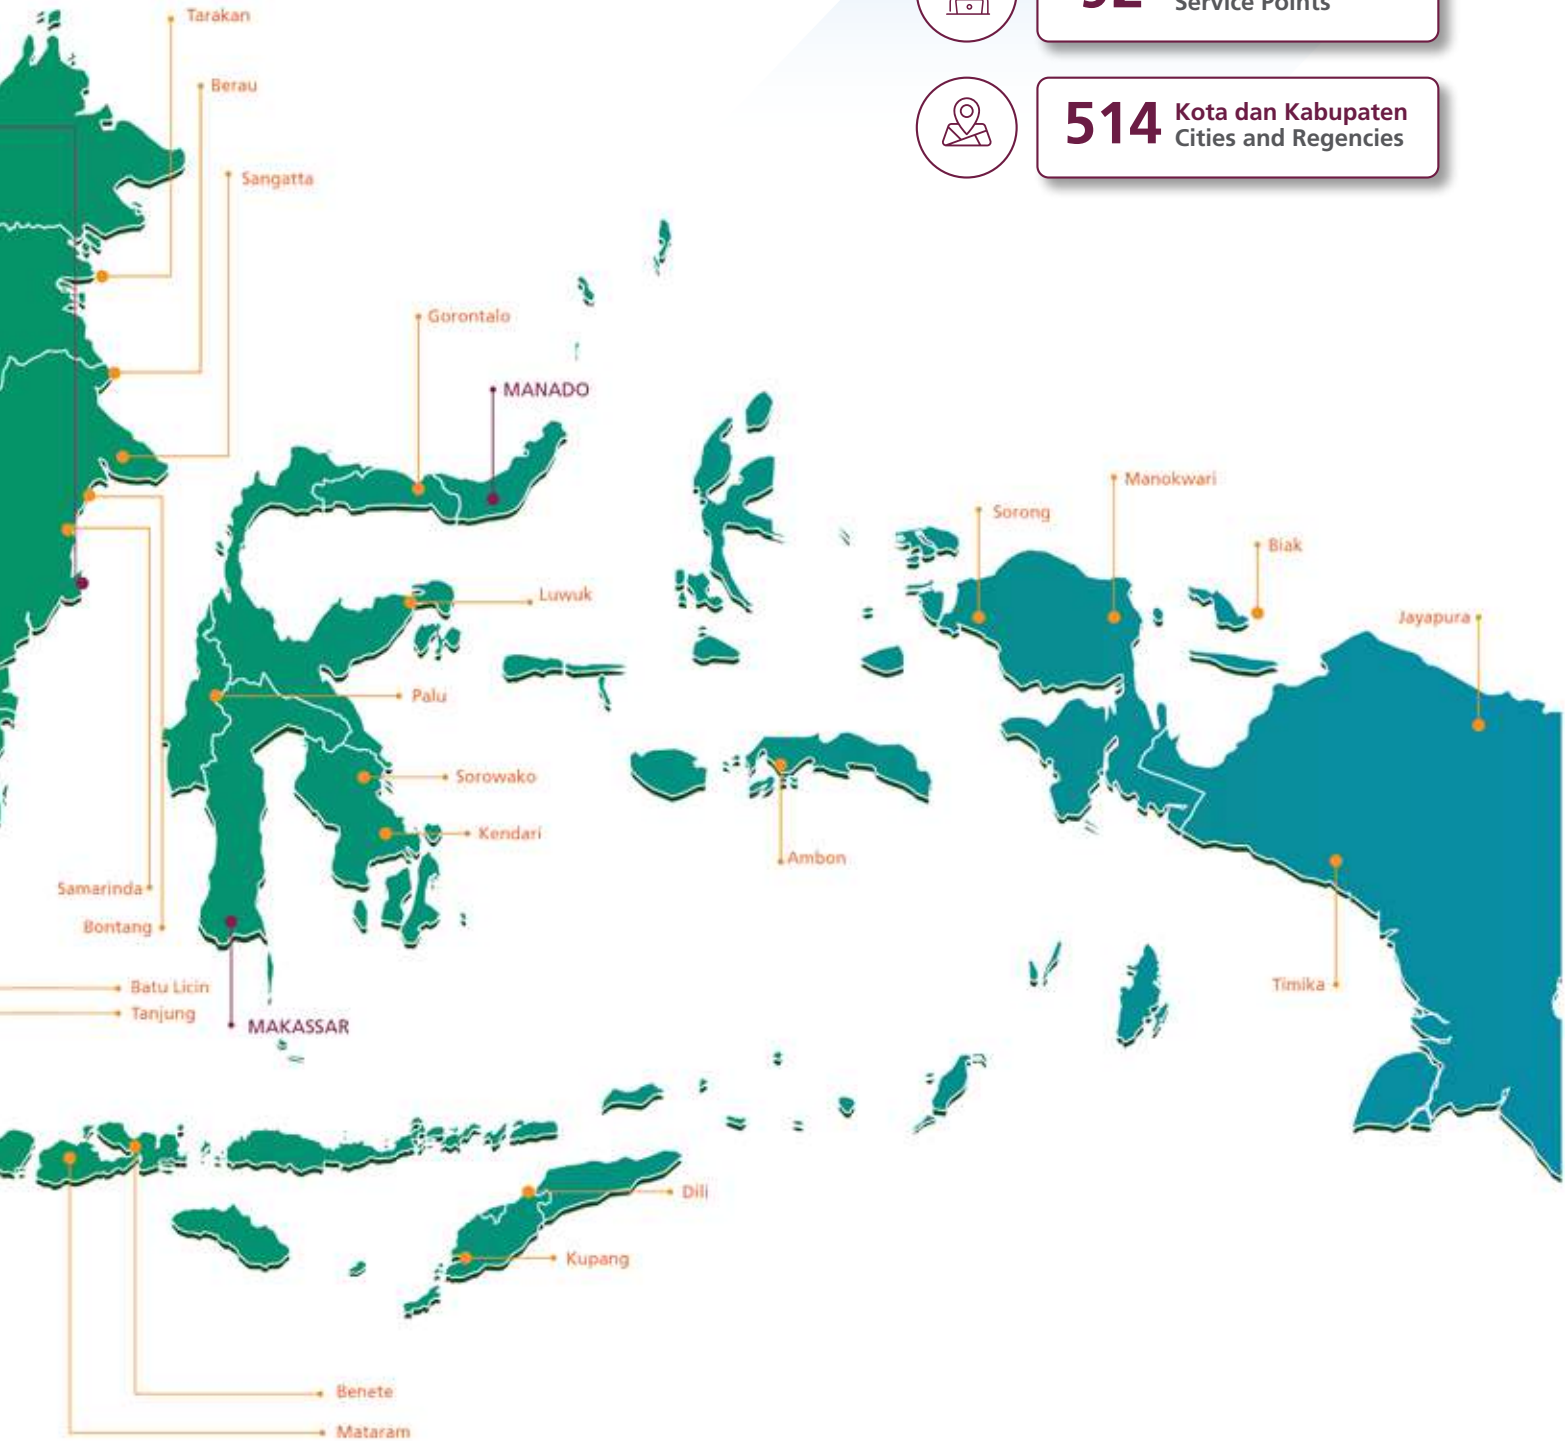 Service Points
514 Kota dan Kabupaten
Cities and Regencies
Tarakan
Berau
Sangatta
Gorontalo
MANADO
Manokwari
Sorong
Biak
Luwuk
Jayapura
Palu
Sorowako
Kendari
Ambon
Samarinda
Bontang
Batu Licin
Timika
Tanjung
MAKASSAR
Dili
Kupang
Benete
Mataram